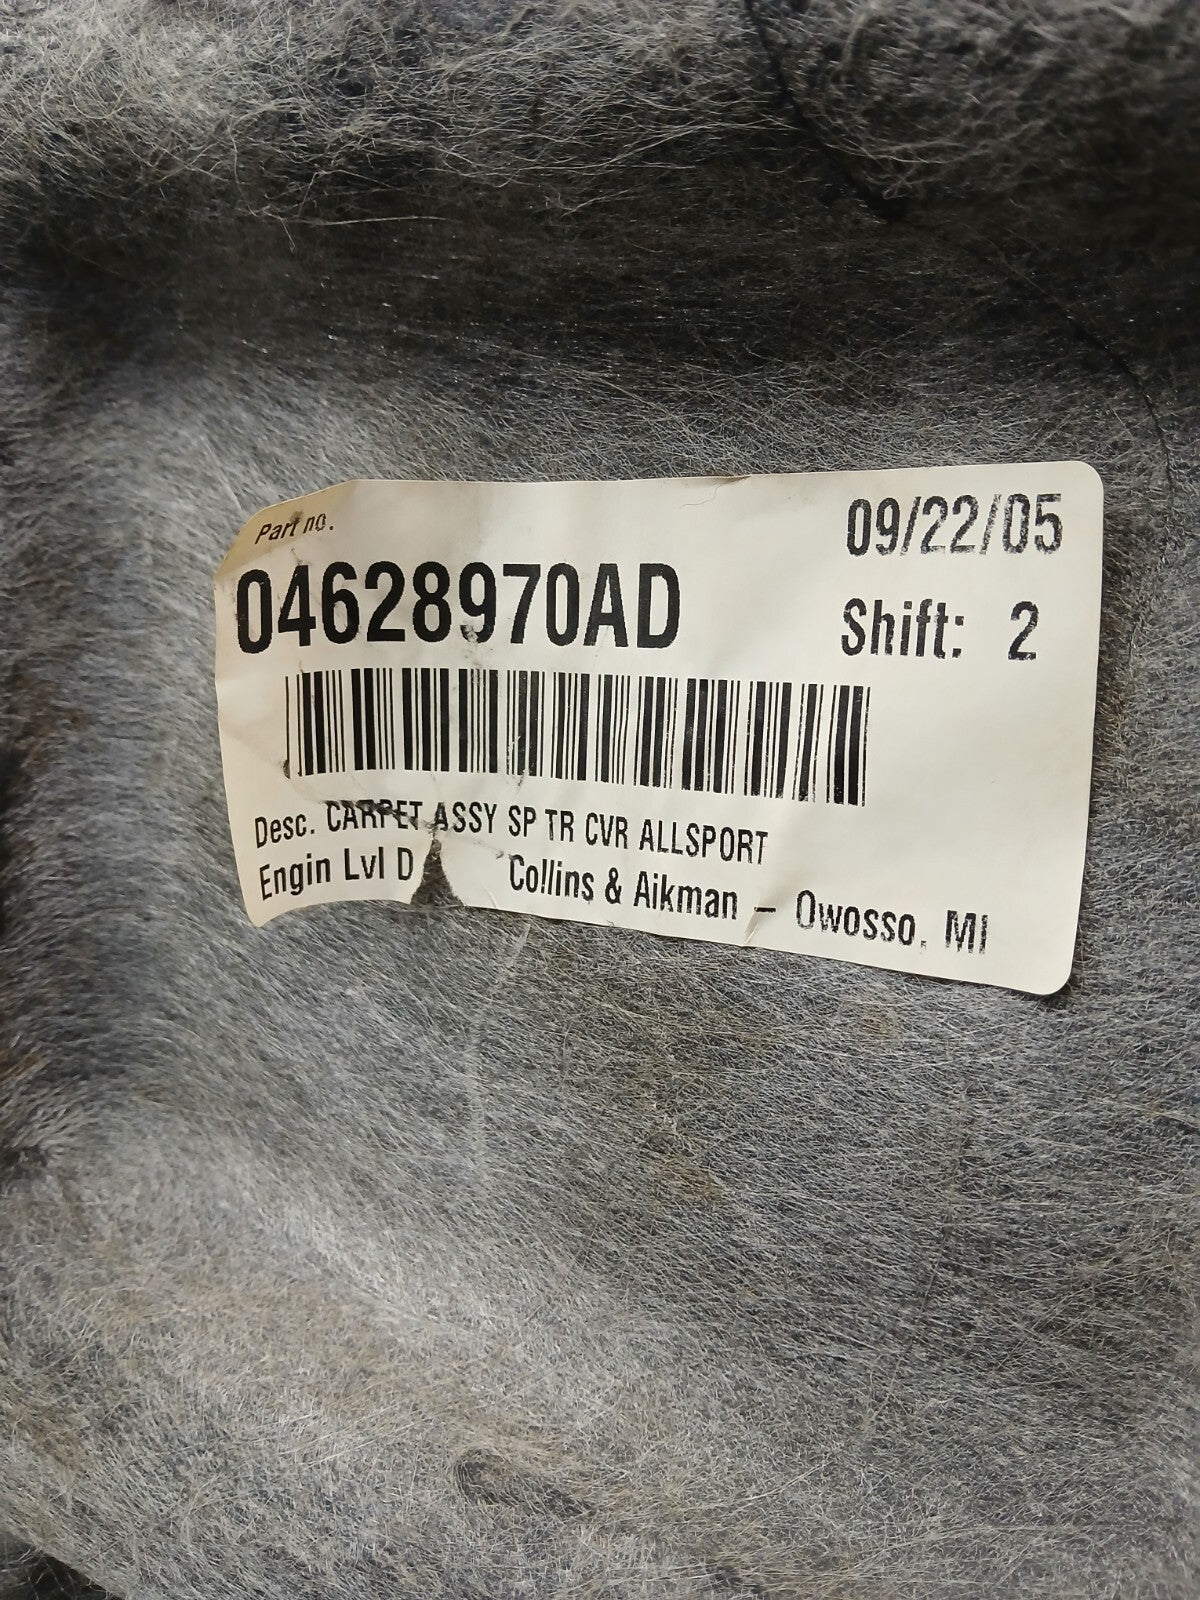 Part no.
09/22/05
04628970AD
Shift: 2
Desc. CARPET ASSY SP TR CVR ALLSPORT
Engin Lvl D Collins & Aikman - Owosso, MI